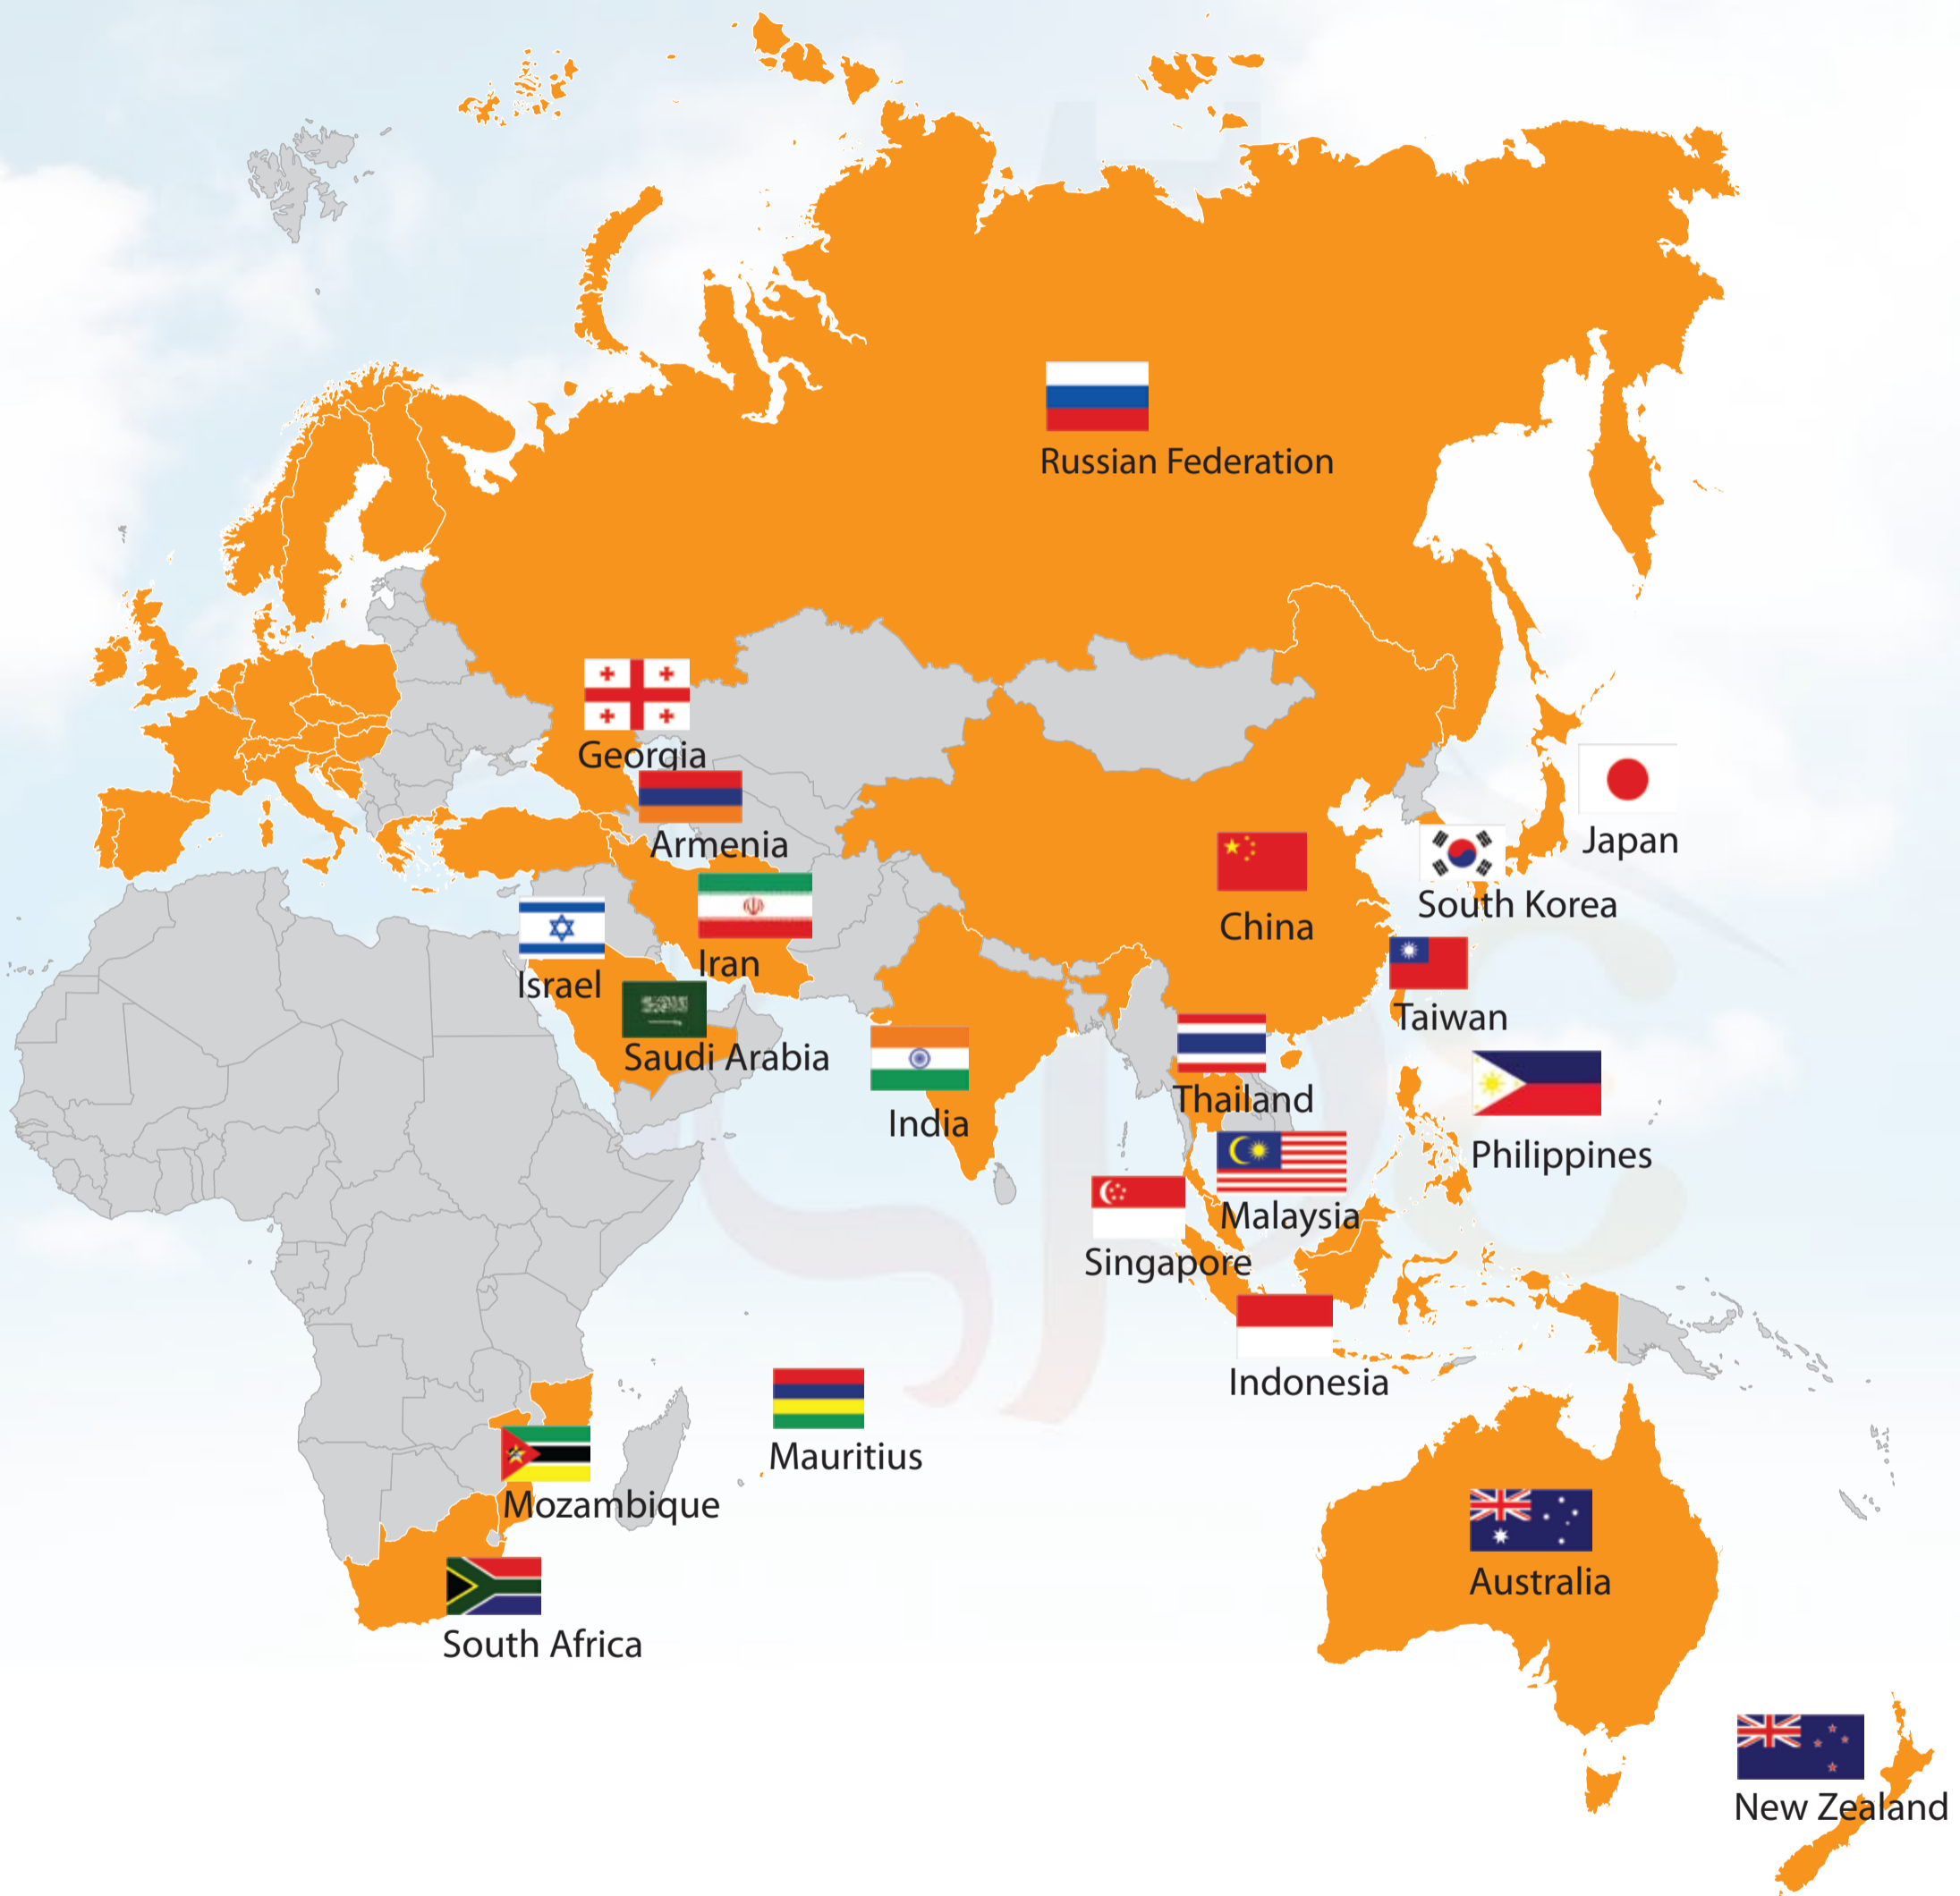 Russian Federation
Georgia
Armenia
Japan
South Korea
China
Iran
Israel
Taiwan
Saudi Arabia
Thailand
India
Philippines
Malaysia
Singapore
Indonesia
Mauritius
Mozambique
Australia
South Africa
New Zealand